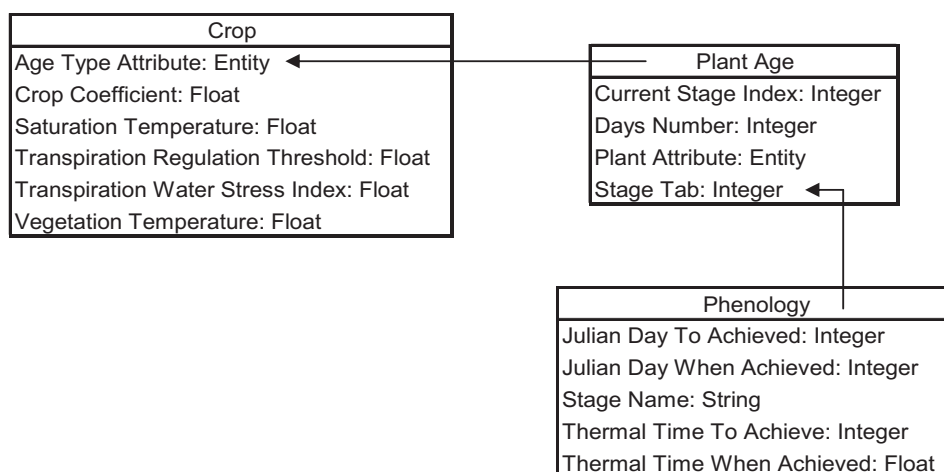 Crop
Age Type Attribute: Entity
Crop Coefficient: Float
Saturation Temperature: Float
Transpiration Regulation Threshold: Float
Transpiration Water Stress Index: Float
Vegetation Temperature: Float
Plant Age
Current Stage Index: Integer
Days Number: Integer
Plant Attribute: Entity
Stage Tab: Integer
Phenology
Julian Day To Achieved: Integer
Julian Day When Achieved: Integer
Stage Name: String
Thermal Time To Achieve: Integer
Thermal Time When Achieved: Float